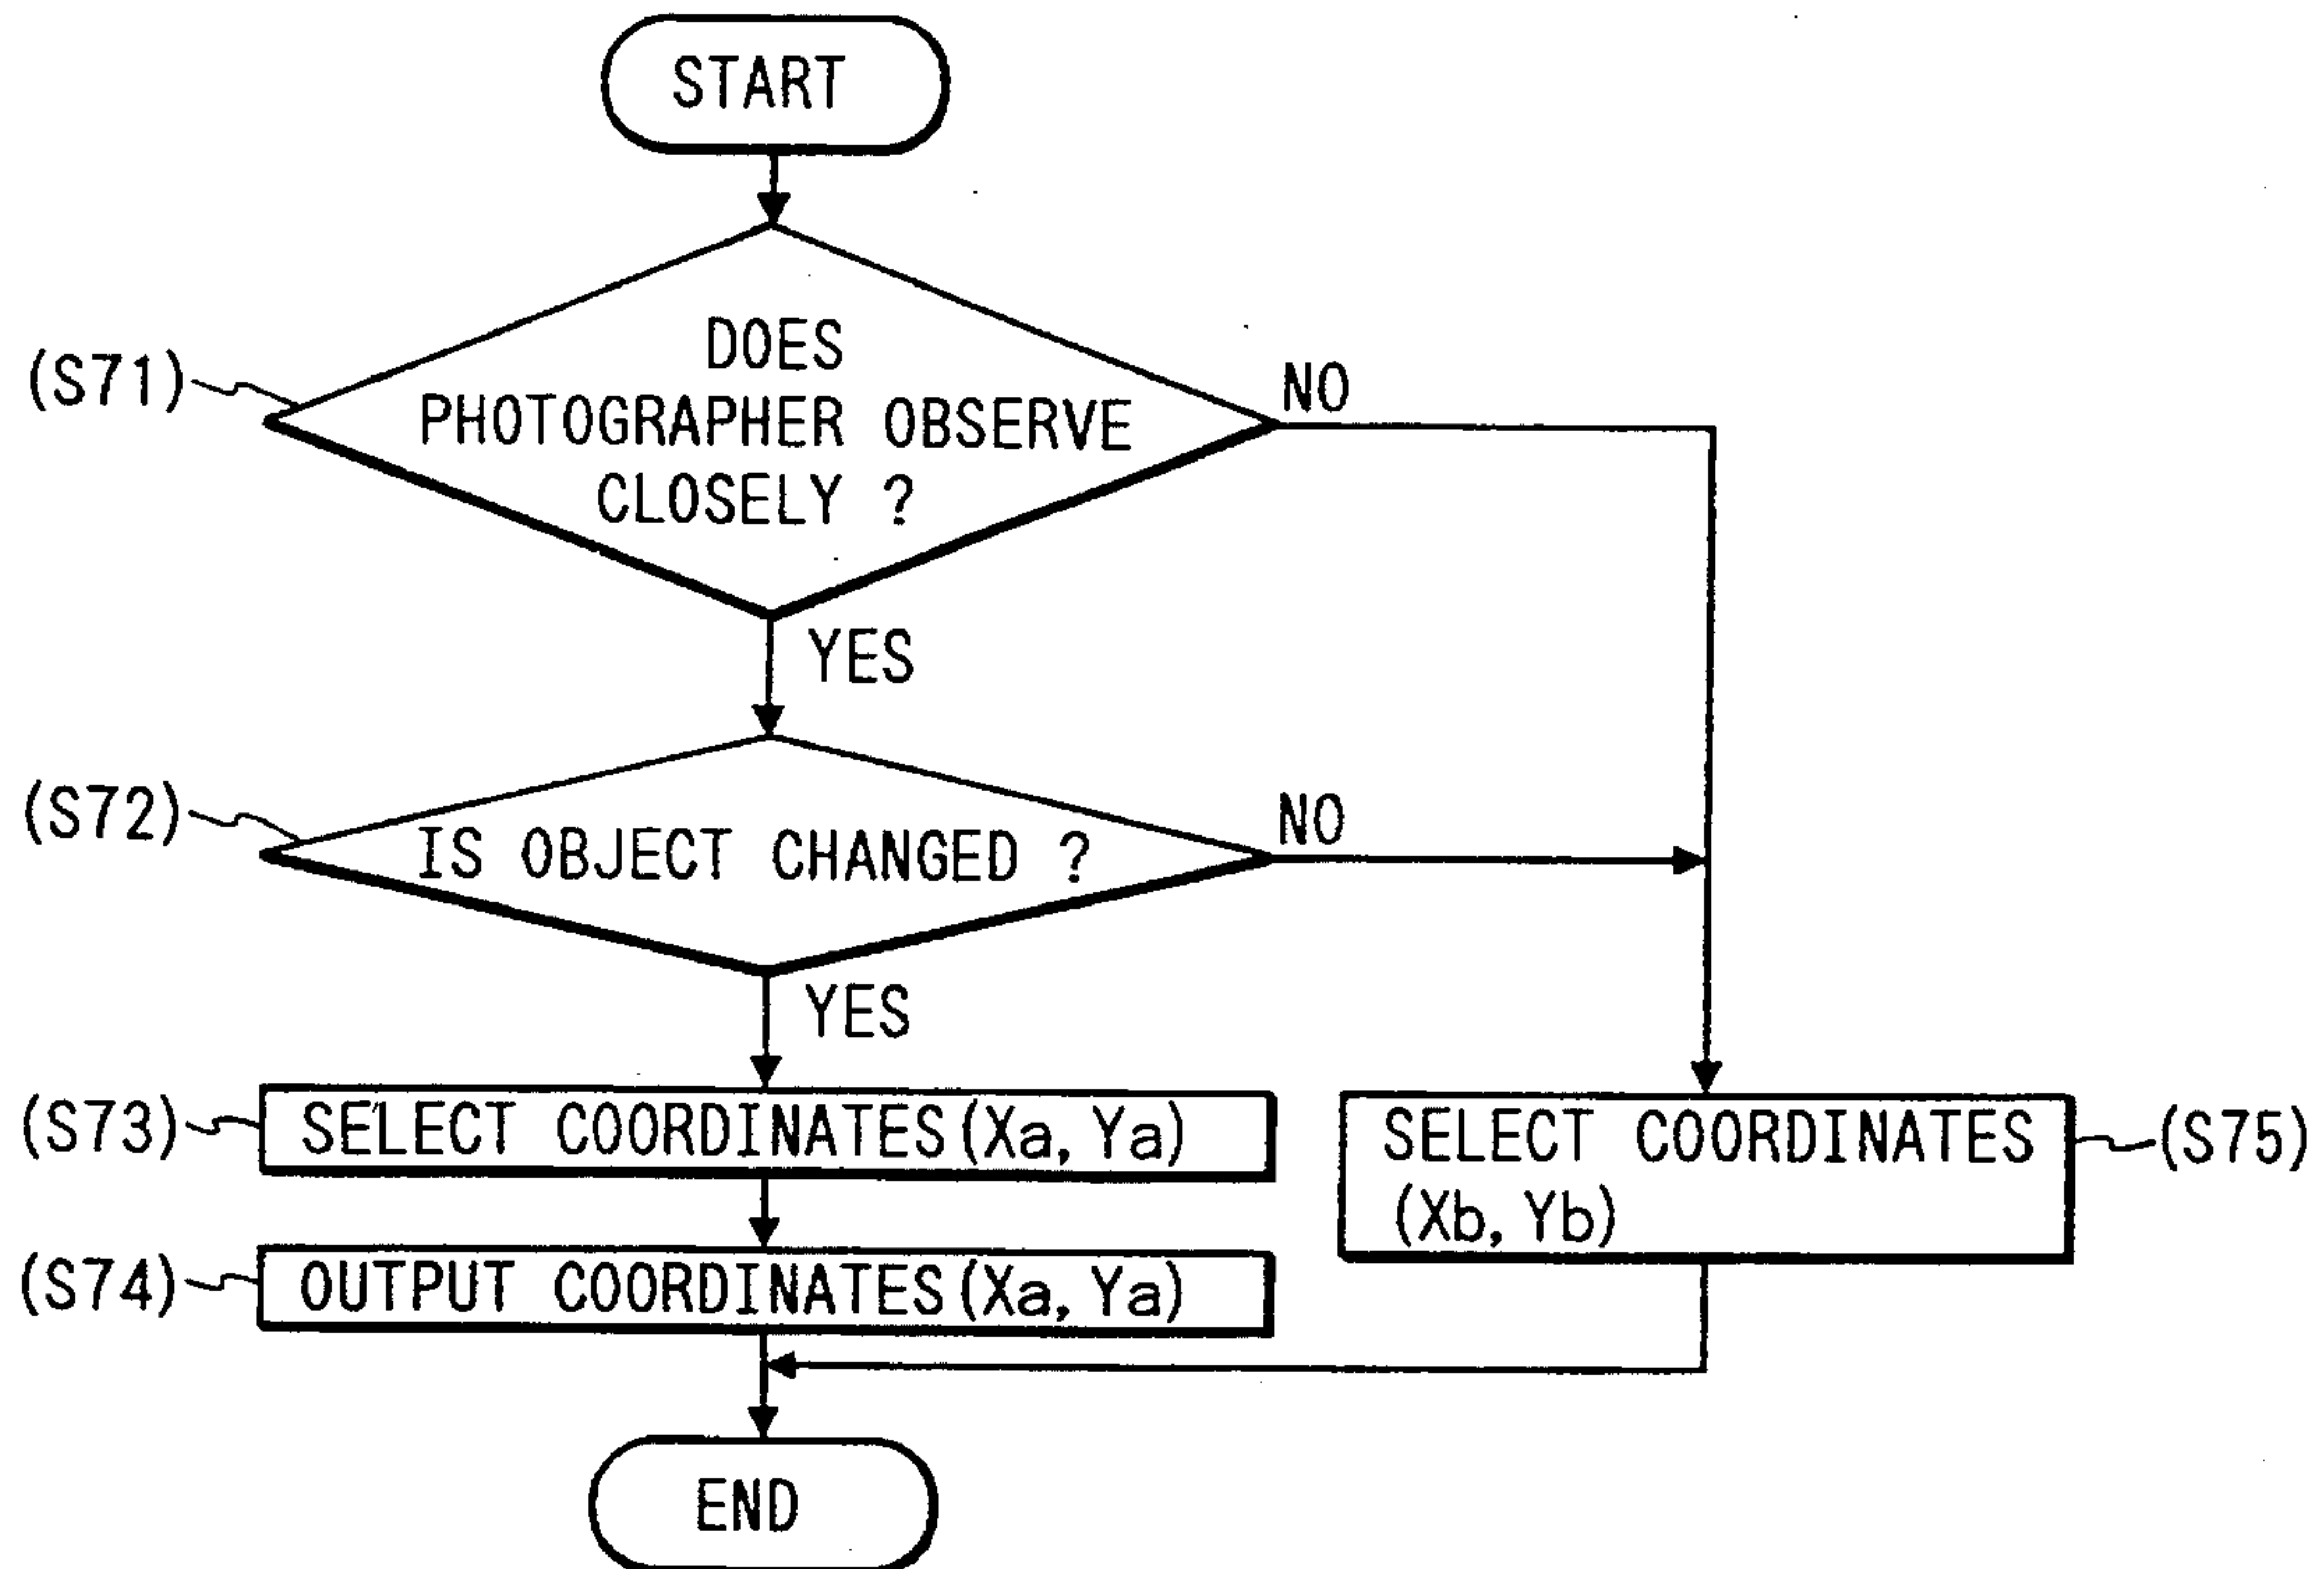 START
DOES
PHOTOGRAPHER OBSERVE
CLOSELY ?
(S71)
NO
YES
(S72)
IS OBJECT CHANGED ?
NO
YES
(S73)
SELECT COORDINATES(Xa, Ya)
SELECT COORDINATES
(Xb, Yb)
(S75)
(S74)
OUTPUT COORDINATES(Xa, Ya)
END